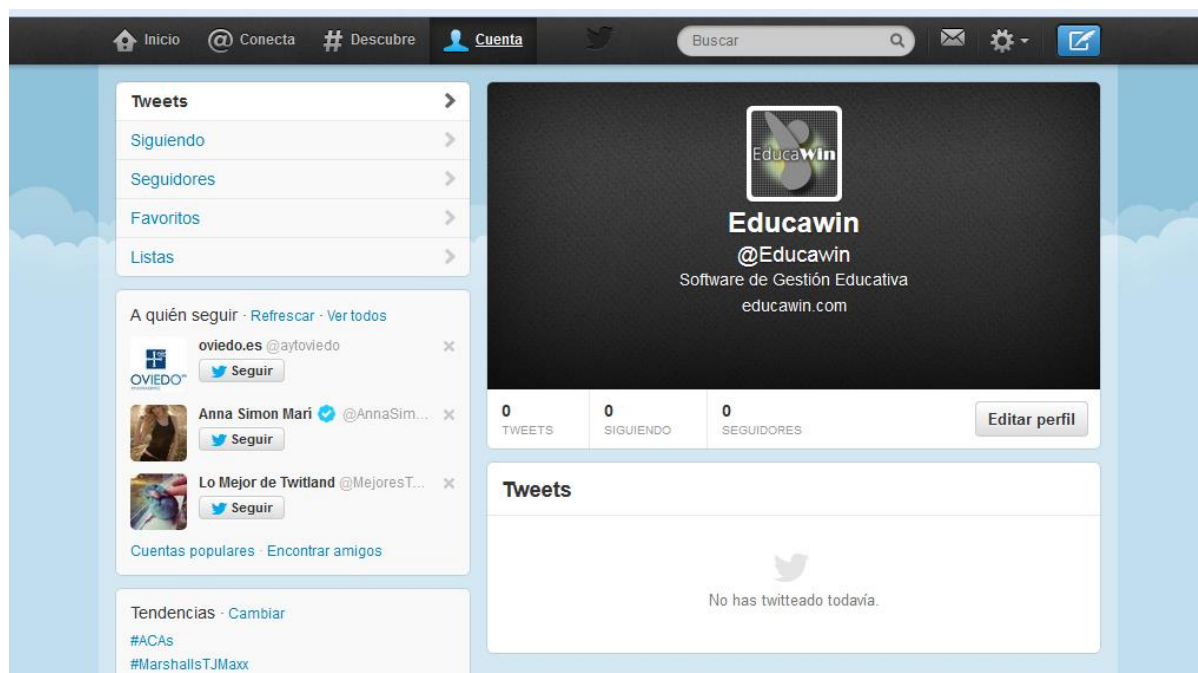 Inicio Conecta Descubre Cuenta Buscar
Tweets
Siguiendo
Seguidores
Favoritos
Listas
A quién seguir · Refrescar · Ver todos
OVIEDO
oviedo.es @aytoviedo
Seguir
Anna Simon Marí @AnnaSim...
Seguir
Lo Mejor de Twitland @MejoresT...
Seguir
Cuentas populares · Encontrar amigos
Tendencias · Cambiar
#ACAs
#MarshallsTJMaxx
EducaWin
Educawin
@Educawin
Software de Gestión Educativa
educawin.com
0 0 0
TWEETS SIGUIENDO SEGUIDORES Editar perfil
Tweets
No has twitteado todavía.